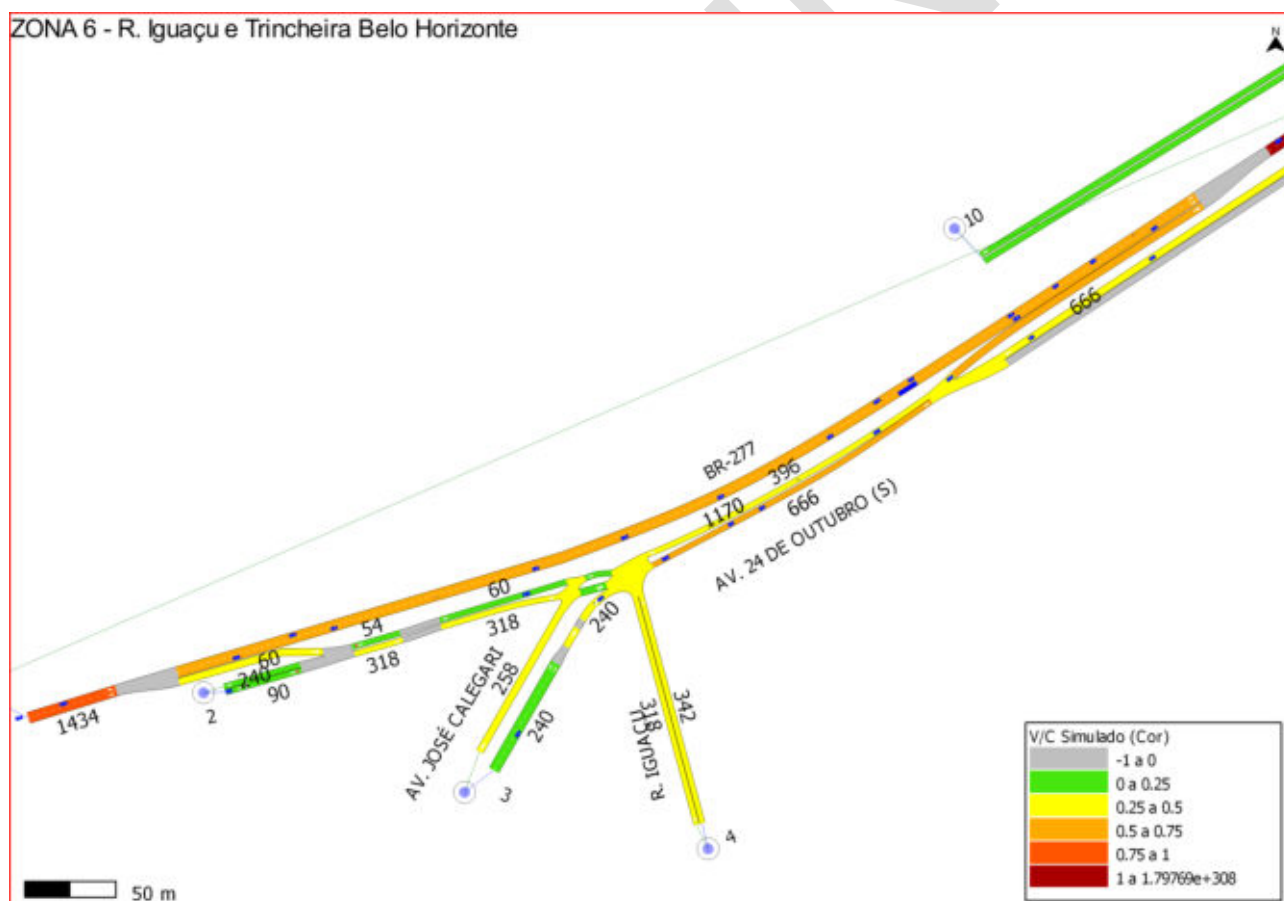 ZONA 6 - R. Iguaçu e Trincheira Belo Horizonte
N
10
666
BR-277
396
1170
666
AV. 24 DE OUTUBRO (S)
60
54
318
240
60
318
240
90
2
1434
258
AV. JOSÉ CALEGARI
240
3
342
318
R. IGUAÇU
4
V/C Simulado (Cor)
-1 a 0
0 a 0.25
0.25 a 0.5
0.5 a 0.75
0.75 a 1
1 a 1.79769e+308
50 m